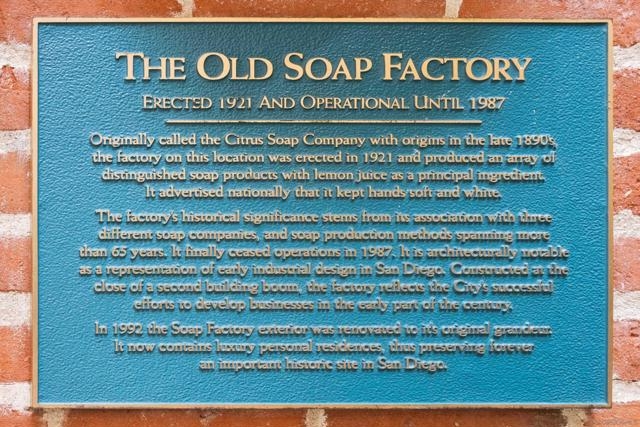 THE OLD SOAP FACTORY
ERECTED 1921 AND OPERATIONAL UNTIL 1987
Originally called the Citrus Soap Company with origins in the late 1890's,
the factory on this location was erected in 1921 and produced an array of
distinguished soap products with lemon juice as a principal ingredient.
It advertised nationally that it kept hands soft and white.
The factory's historical significance stems from its association with three
different soap companies, and soap production methods spanning more
than 65 years. It finally ceased operations in 1987. It is architecturally notable
as a representation of early industrial design in San Diego. Constructed at the
close of a second building boom, the factory reflects the City's successful
efforts to develop businesses in the early part of the century.
In 1992 the Soap Factory exterior was renovated to it's original grandeur.
It now contains luxury personal residences, thus preserving forever
an important historic site in San Diego.